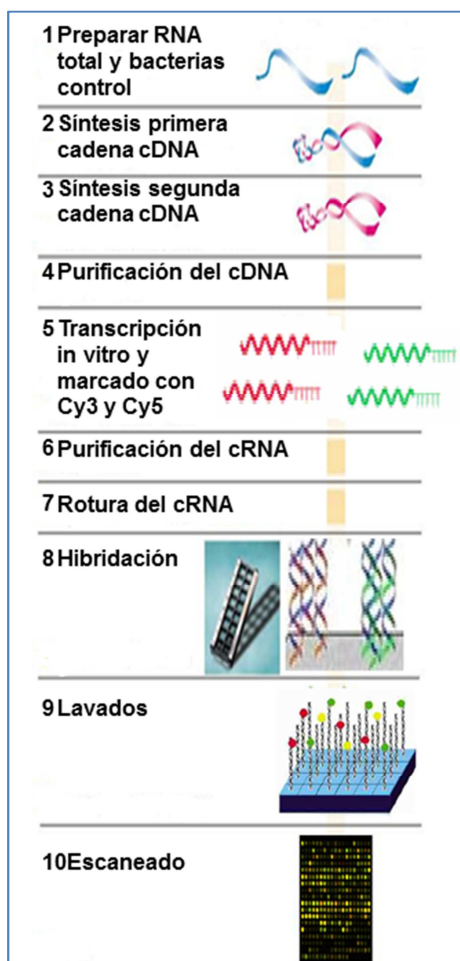 1 Preparar RNA
total y bacterias
control
2 Síntesis primera
cadena cDNA
3 Síntesis segunda
cadena cDNA
4 Purificación del cDNA
5 Transcripción
in vitro y
marcado con
Cy3 y Cy5
6 Purificación del cRNA
7 Rotura del cRNA
8 Hibridación
9 Lavados
10Escaneado